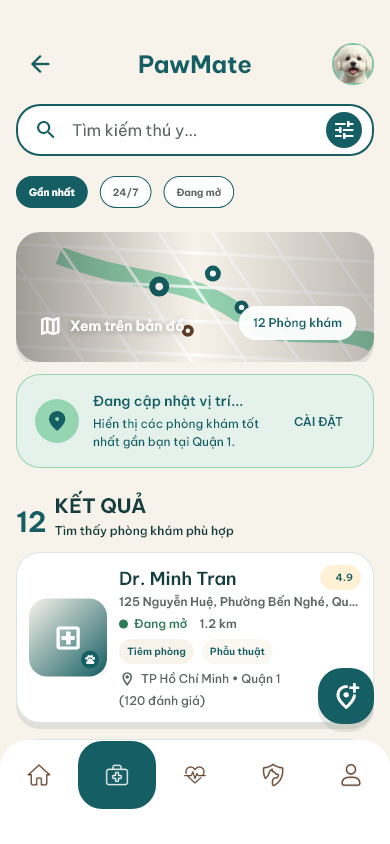 PawMate
Tìm kiếm thú y...
Gần nhất
24/7
Đang mở
Xem trên bản đồ
12 Phòng khám
Đang cập nhật vị trí...
Hiển thị các phòng khám tốt
nhất gần bạn tại Quận 1.
CÀI ĐẶT
12
KẾT QUẢ
Tìm thấy phòng khám phù hợp
Dr. Minh Tran
4.9
125 Nguyễn Huệ, Phường Bến Nghé, Qu...
Đang mở
1.2 km
Tiêm phòng
Phẫu thuật
TP Hồ Chí Minh • Quận 1
(120 đánh giá)